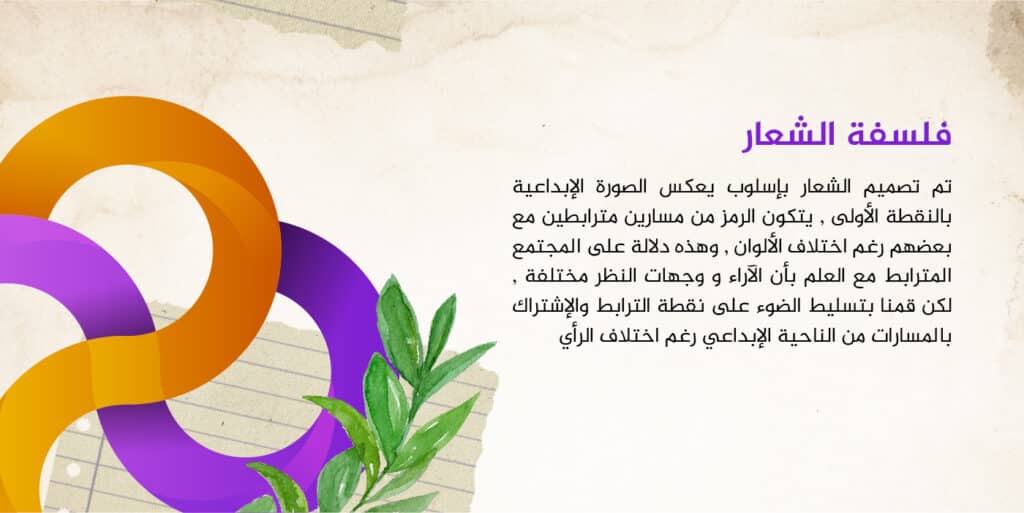 فلسفة الشعار
تم تصميم الشعار بإسلوب يعكس الصورة الإبداعية
بالنقطة الأولى , يتكون الرمز من مسارين مترابطين مع
بعضهم رغم اختلاف الألوان , وهذه دلالة على المجتمع
المترابط مع العلم بأن الآراء و وجهات النظر مختلفة ,
لكن قمنا بتسليط الضوء على نقطة الترابط والإشتراك
بالمسارات من الناحية الإبداعي رغم اختلاف الرأي